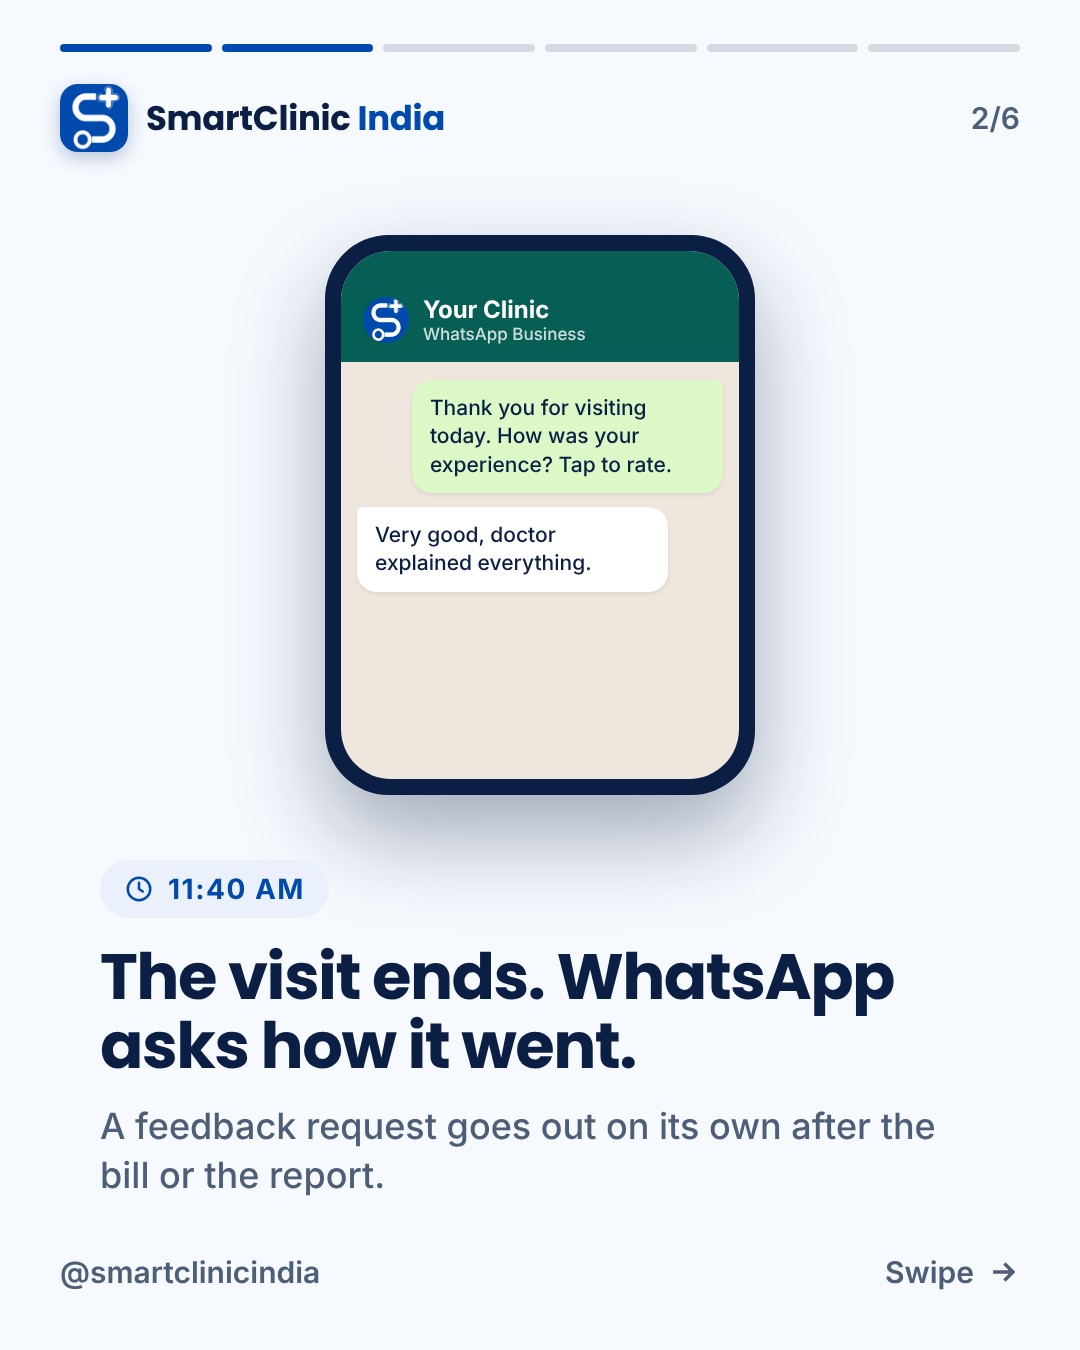 SmartClinic India
2/6
Your Clinic
WhatsApp Business
Thank you for visiting
today. How was your
experience? Tap to rate.
Very good, doctor
explained everything.
11:40 AM
The visit ends. WhatsApp
asks how it went.
A feedback request goes out on its own after the
bill or the report.
@smartclinicindia
Swipe →